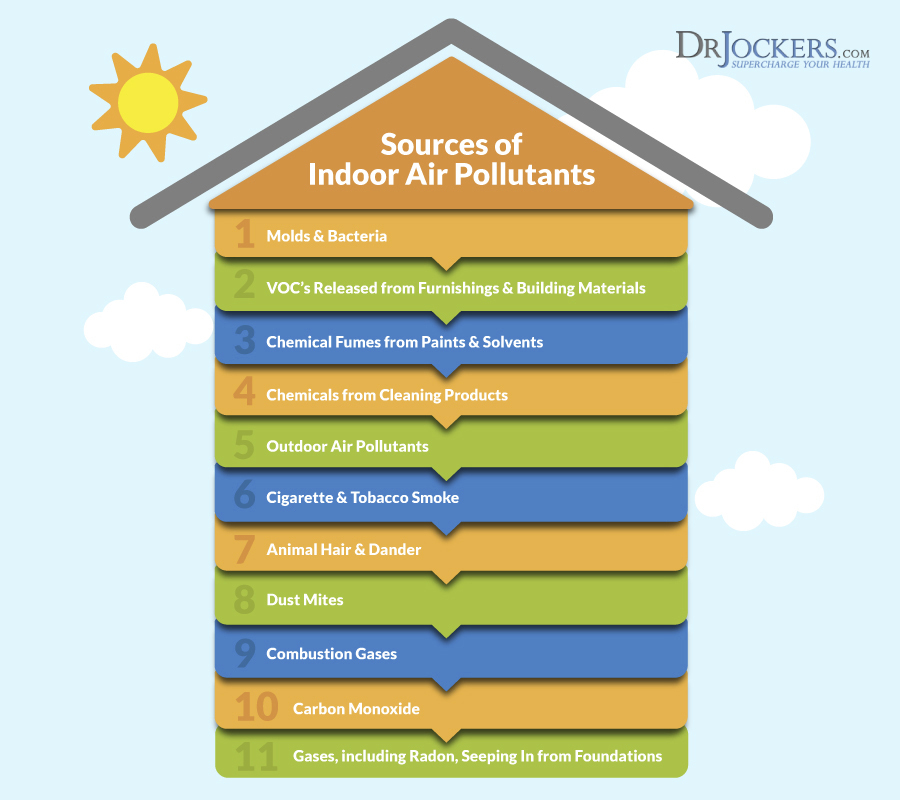 DrJockers.com
SUPERCHARGE YOUR HEALTH
Sources of
Indoor Air Pollutants
1 Molds & Bacteria
2 VOC's Released from Furnishings & Building Materials
3 Chemical Fumes from Paints & Solvents
4 Chemicals from Cleaning Products
5 Outdoor Air Pollutants
6 Cigarette & Tobacco Smoke
7 Animal Hair & Dander
8 Dust Mites
9 Combustion Gases
10 Carbon Monoxide
11 Gases, including Radon, Seeping In from Foundations